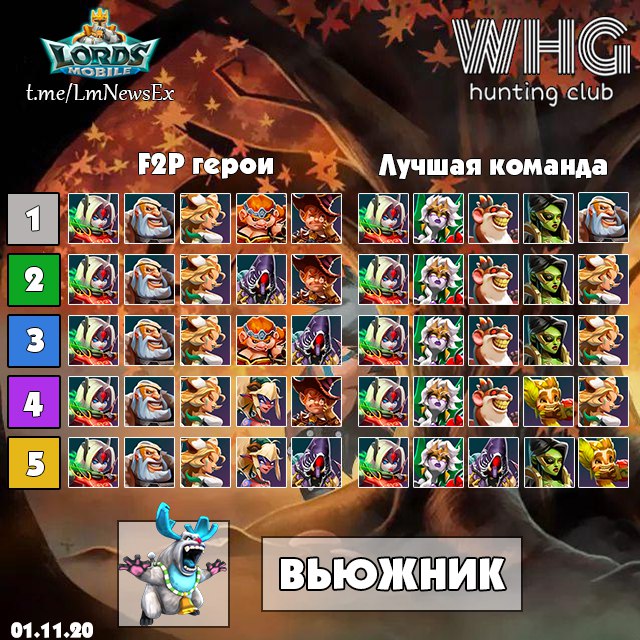 LORDS
MOBILE
t.me/LmNewsEx
WHG
hunting club
F2P герои
Лучшая команда
1
2
3
4
5
ВЬЮЖНИК
01.11.20